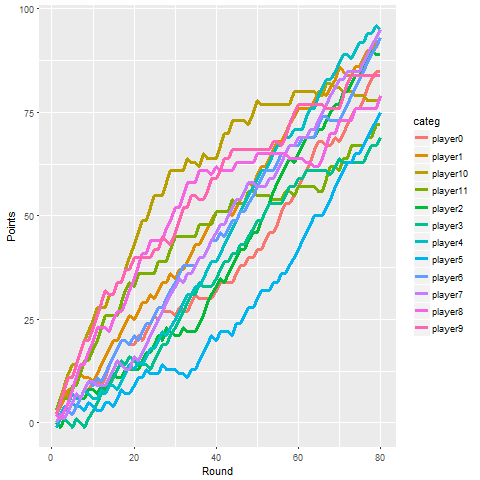 100
75
50
25
0
Points
0 20 40 60 80
Round
categ
player0
player1
player10
player11
player2
player3
player4
player5
player6
player7
player8
player9